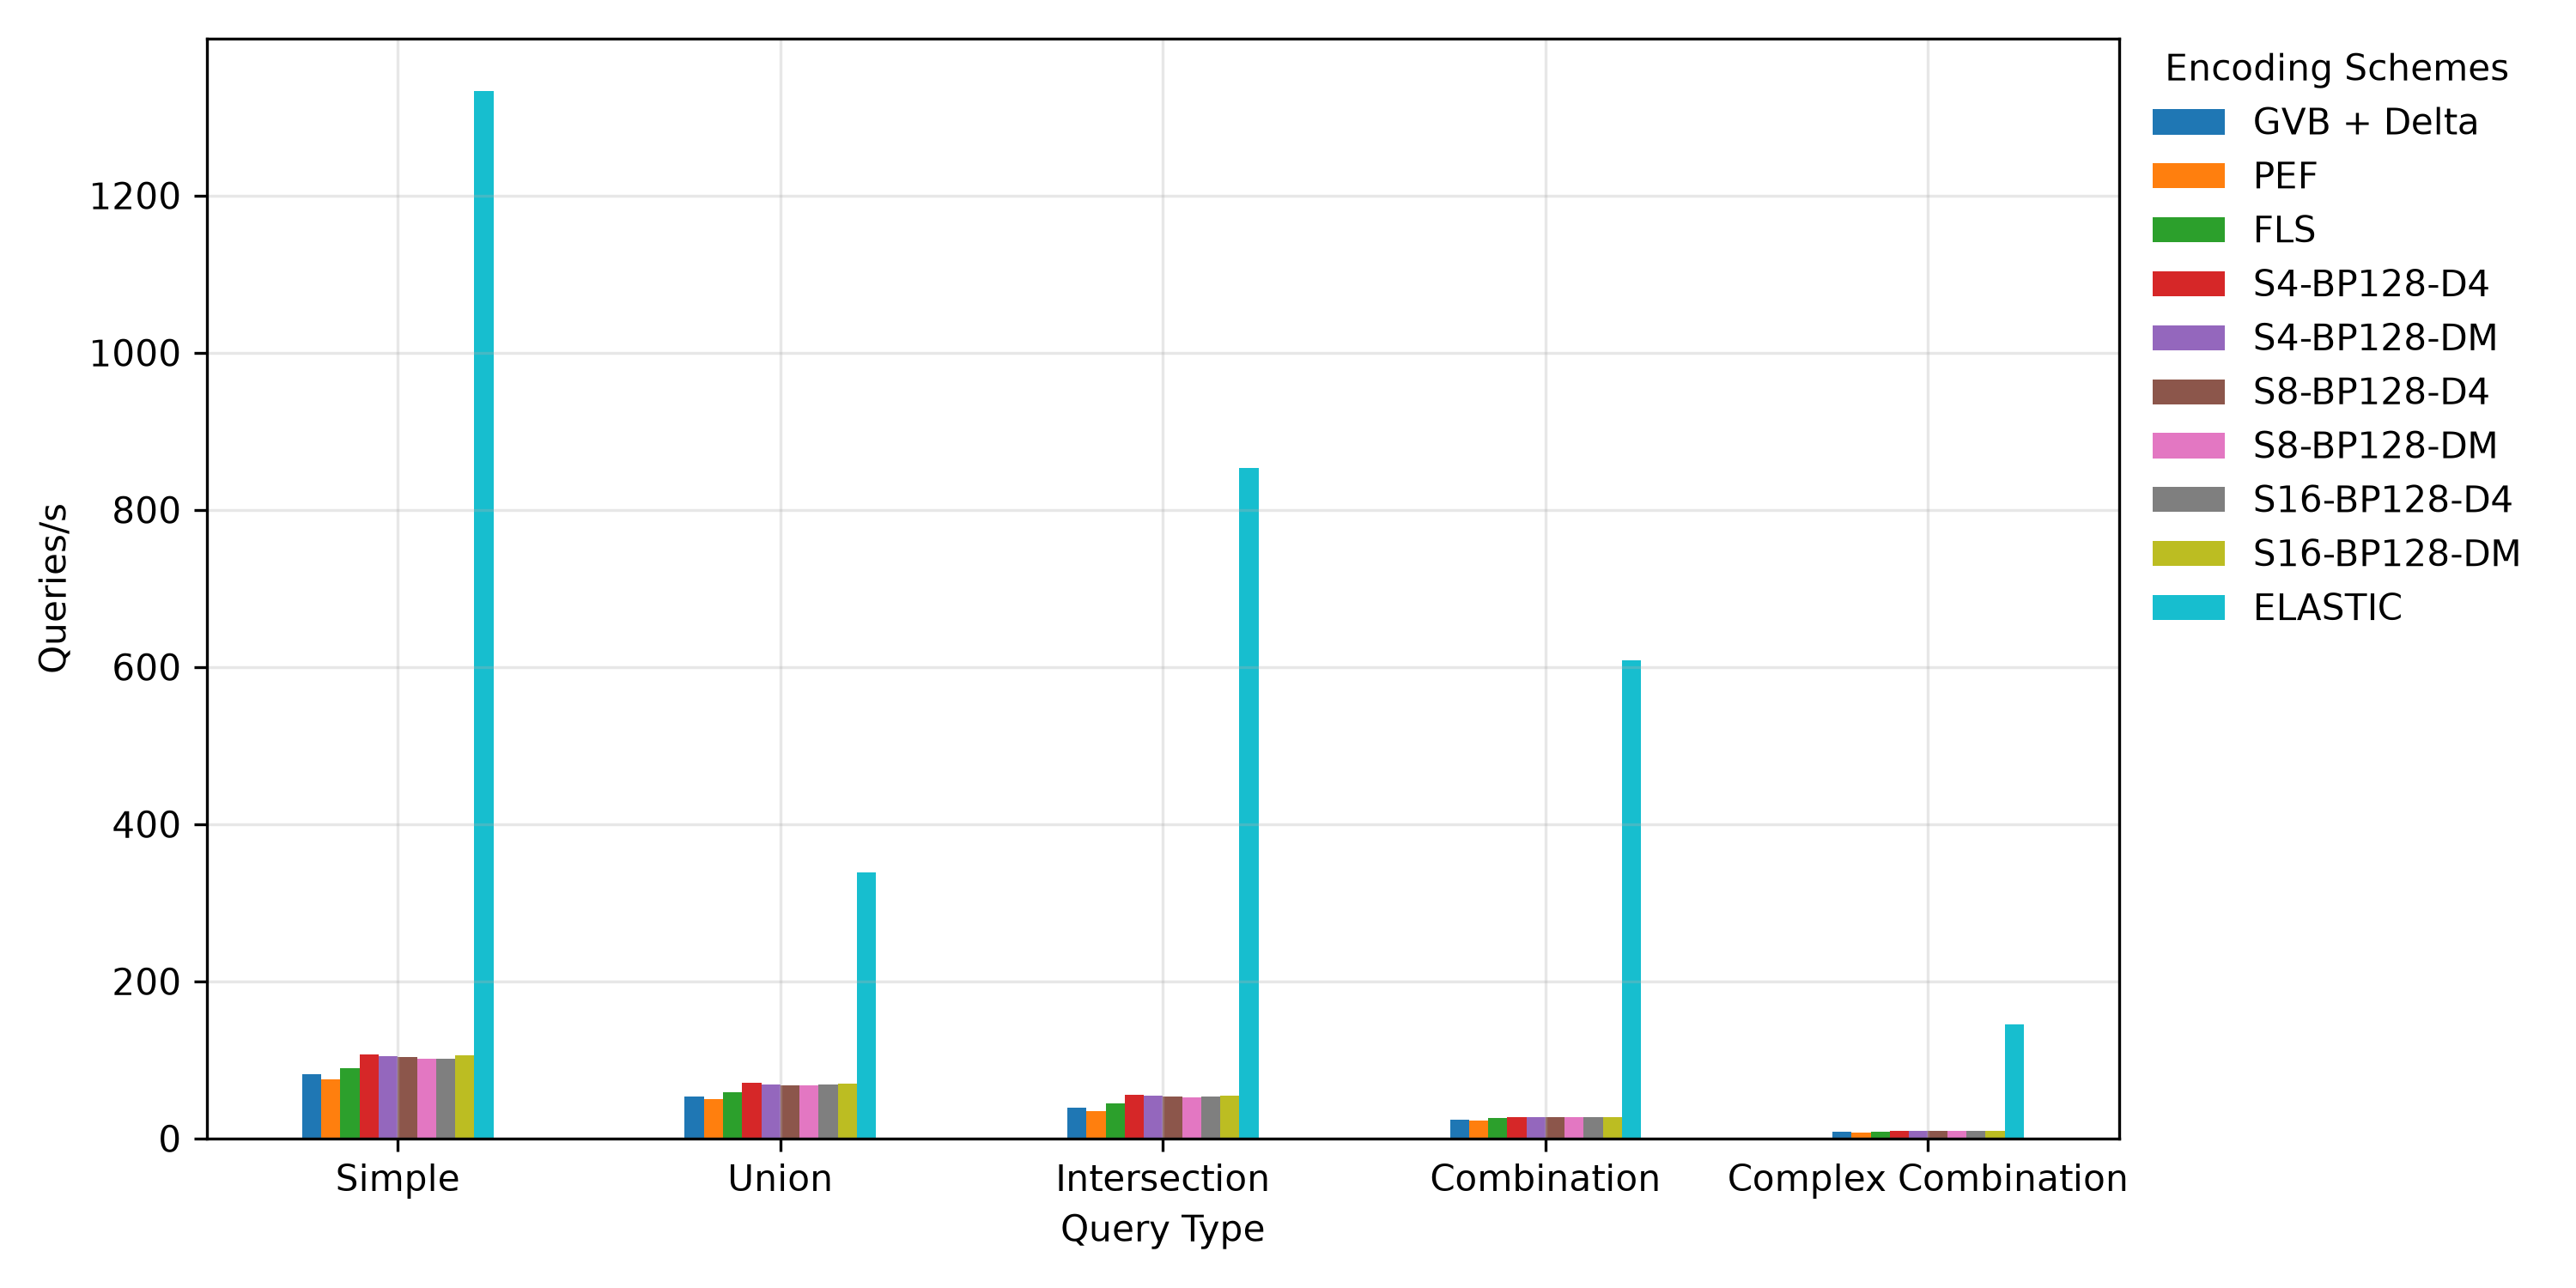 Encoding Schemes
GVB + Delta
PEF
FLS
S4-BP128-D4
S4-BP128-DM
S8-BP128-D4
S8-BP128-DM
S16-BP128-D4
S16-BP128-DM
ELASTIC
Queries/s
1200
1000
800
600
400
200
0
Simple
Union
Intersection
Combination
Complex Combination
Query Type